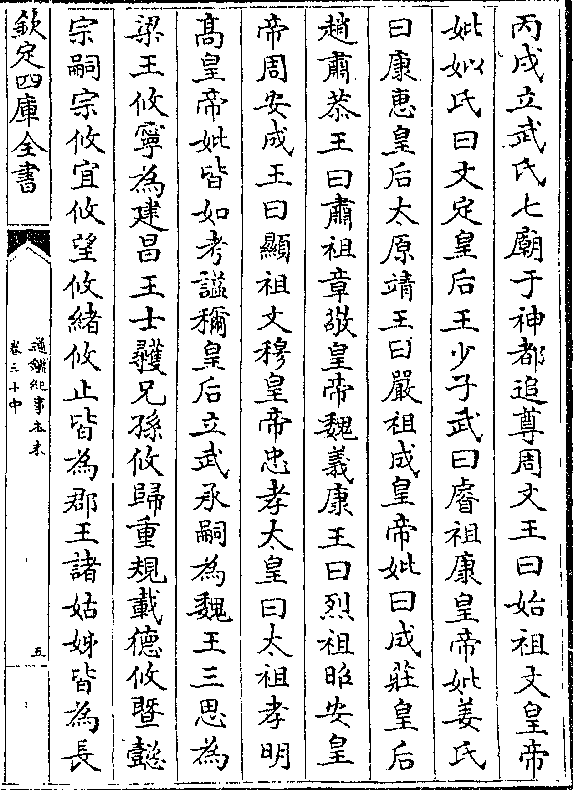 丙戌立武氏七廟于神都追尊周文王曰始祖文皇帝
妣姒氏曰文定皇后王少子武曰睿祖康皇帝妣姜氏
曰康惠皇后太原靖王曰嚴祖成皇帝妣曰成莊皇后
趙肅恭王曰肅祖章敬皇帝魏義康王曰烈祖昭安皇
帝周安成王曰顯祖文穆皇帝忠孝太皇曰太祖孝明
高皇帝妣皆如考諡稱皇后立武承嗣為魏王三思為
梁王攸寧為建昌王士彠兄孫攸歸重規載德攸暨懿
宗嗣宗攸宜攸望攸緒攸止皆為郡王諸姑姊皆為長
欽定四庫全書
通鑑紀事本末
卷三十中
五